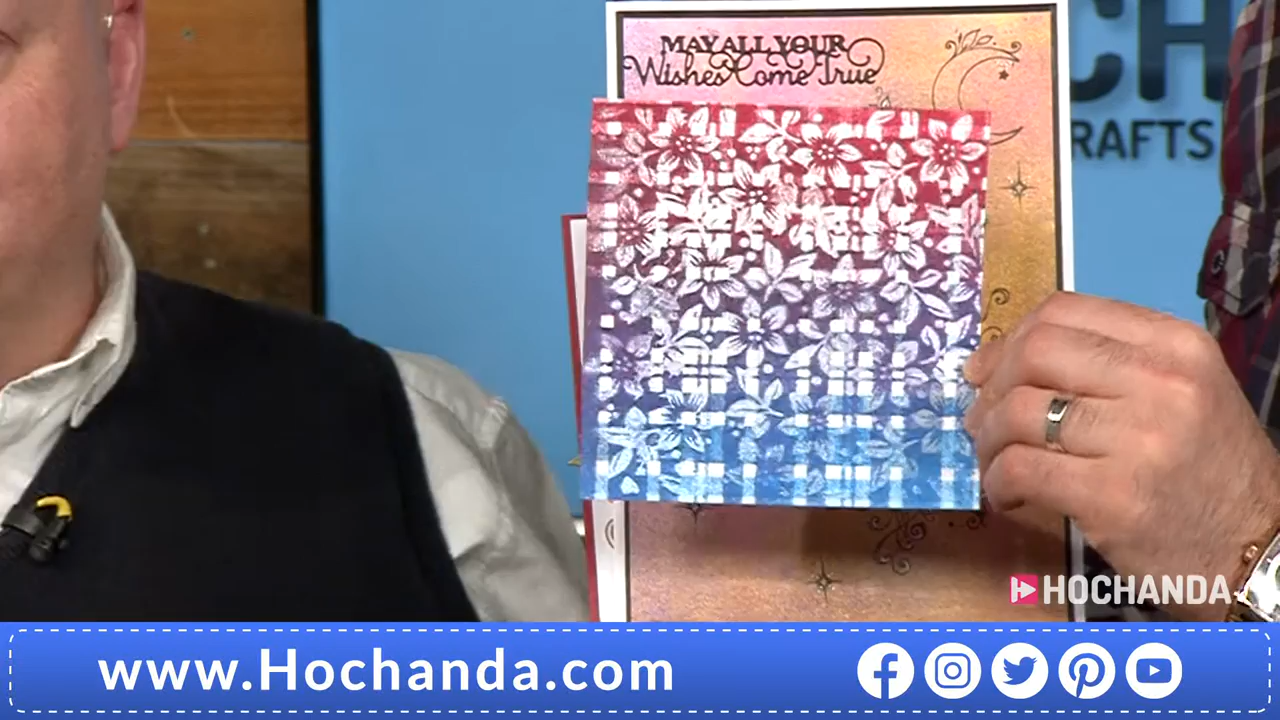 MAY ALL YOUR
Wishes Come True
CH
RAFTS
HOCHANDA
www.Hochanda.com